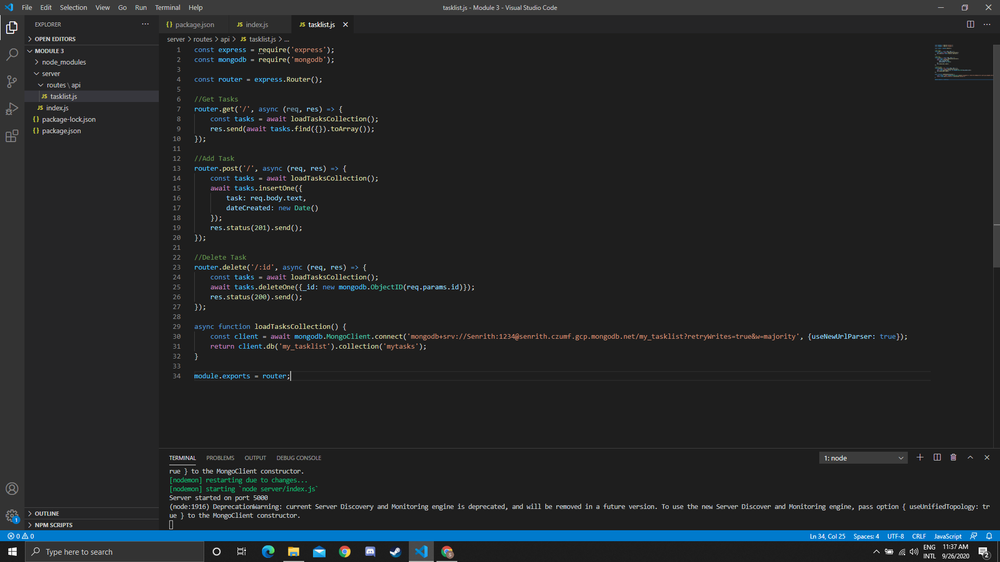 File Edit Selection View Go Run Terminal Help
tasklist.js - Module 3 - Visual Studio Code
EXPLORER
OPEN EDITORS
MODULE 3
node_modules
server
routes \ api
JS tasklist.js
JS index.js
{} package-lock.json
{} package.json
OUTLINE
NPM SCRIPTS
{} package.json
JS index.js
JS tasklist.js
server > routes > api > JS tasklist.js > ...
1 const express = require('express');
2 const mongodb = require('mongodb');
3
4 const router = express.Router();
5
6 //Get Tasks
7 router.get('/', async (req, res) => {
8 const tasks = await loadTasksCollection();
9 res.send(await tasks.find({}).toArray());
10 });
11
12 //Add Task
13 router.post('/', async (req, res) => {
14 const tasks = await loadTasksCollection();
15 await tasks.insertOne({
16 task: req.body.text,
17 dateCreated: new Date()
18 });
19 res.status(201).send();
20 });
21
22 //Delete Task
23 router.delete('/:id', async (req, res) => {
24 const tasks = await loadTasksCollection();
25 await tasks.deleteOne({_id: new mongodb.ObjectID(req.params.id)});
26 res.status(200).send();
27 });
28
29 async function loadTasksCollection() {
30 const client = await mongodb.MongoClient.connect('mongodb+srv://Senrith:1234@senrith.czumf.gcp.mongodb.net/my_tasklist?retryWrites=true&w=majority', {useNewUrlParser: true});
31 return client.db('my_tasklist').collection('mytasks');
32 }
33
34 module.exports = router;
TERMINAL PROBLEMS OUTPUT DEBUG CONSOLE
1: node
rue } to the MongoClient constructor.
[nodemon] restarting due to changes...
[nodemon] starting `node server/index.js`
Server started on port 5000
(node:1916) DeprecationWarning: current Server Discovery and Monitoring engine is deprecated, and will be removed in a future version. To use the new Server Discover and Monitoring engine, pass option { useUnifiedTopology: tr
ue } to the MongoClient constructor.
1
0 0
Ln 34, Col 25 Spaces: 4 UTF-8 CRLF JavaScript
Type here to search
S
ENG
INTL
11:37 AM
9/26/2020
2